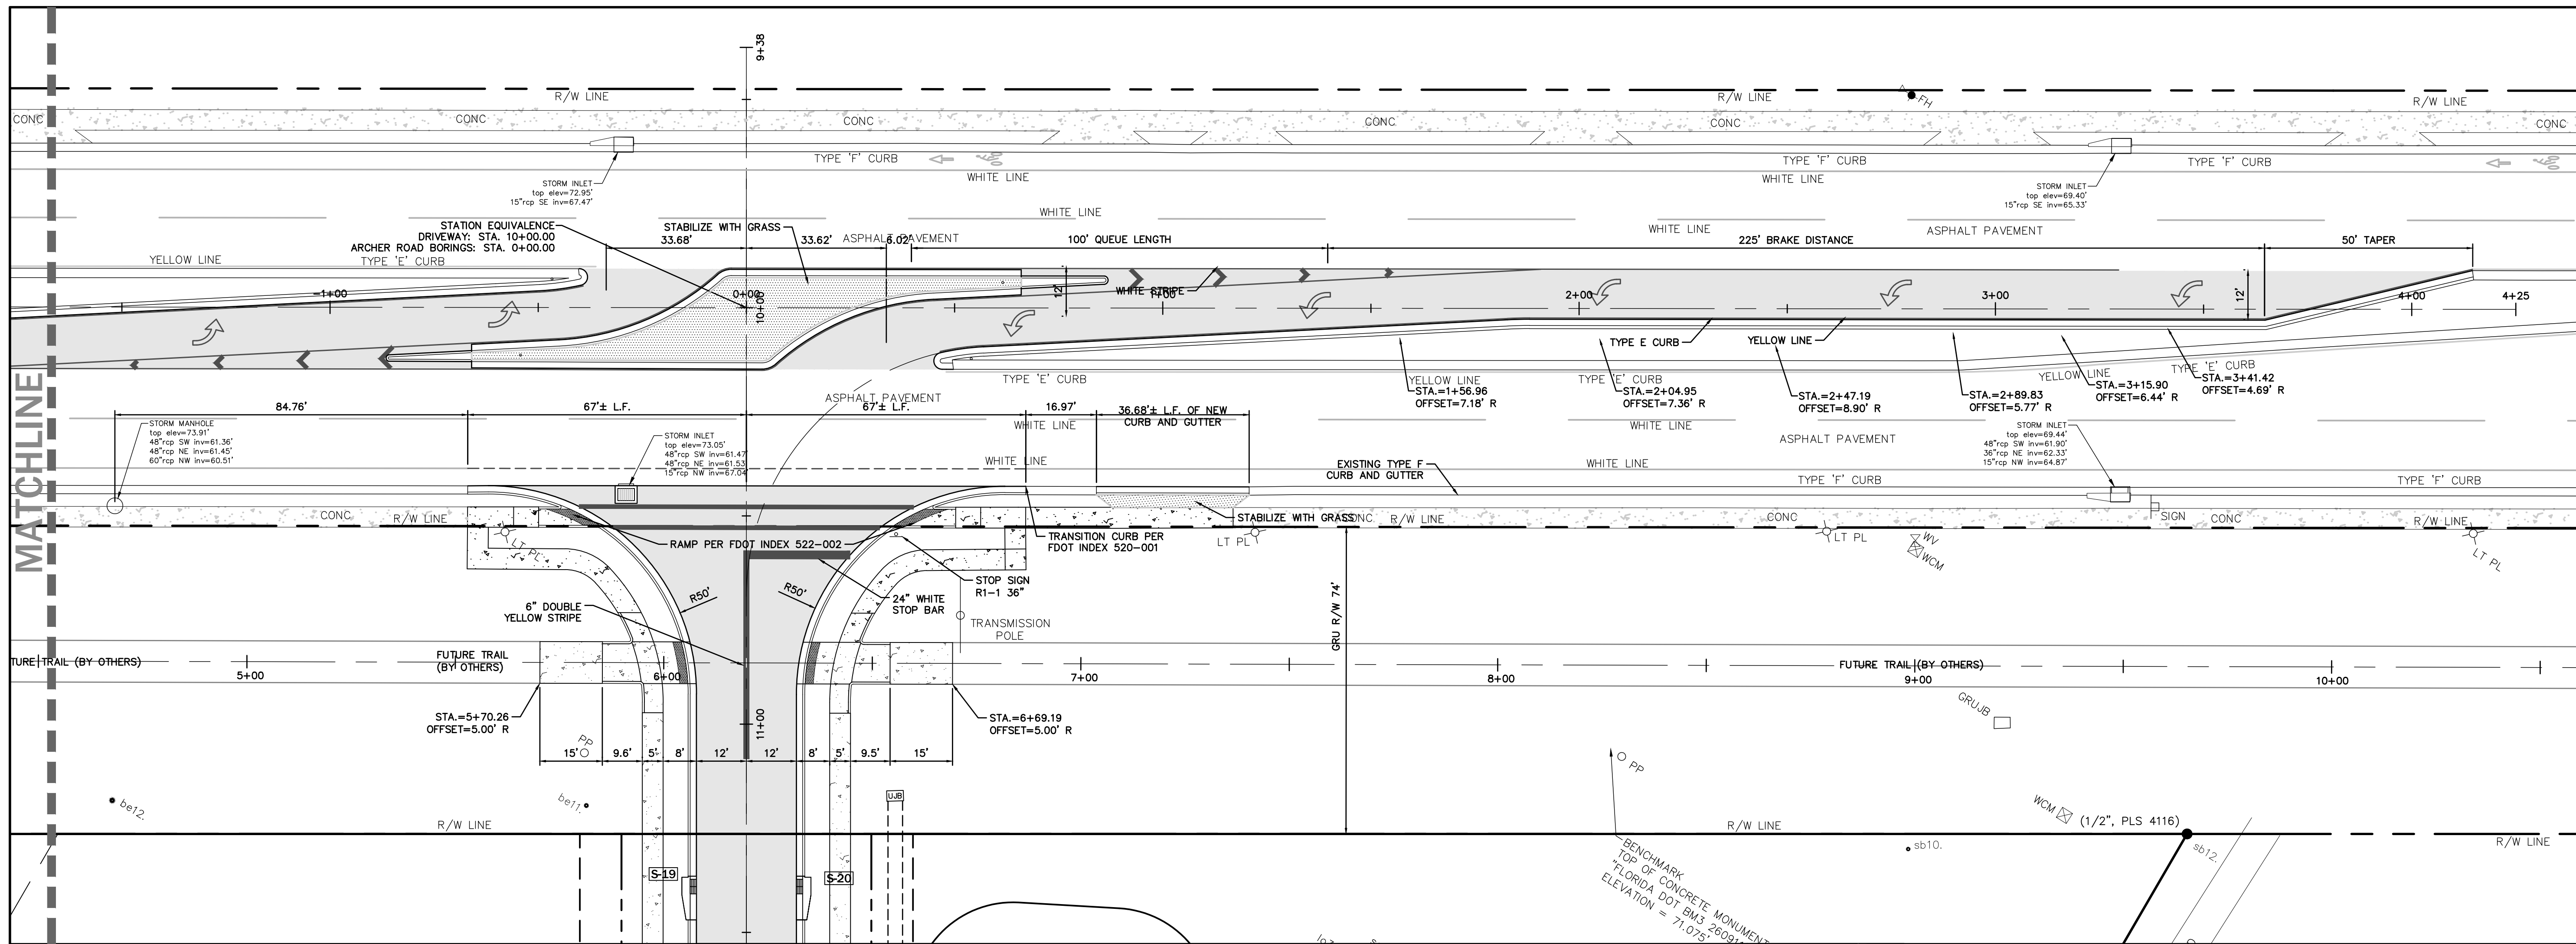 9+38
R/W LINE
R/W LINE
R/W LINE
FH
CONC
CONC
CONC
CONC
CONC
CONC
TYPE 'F' CURB
TYPE 'F' CURB
TYPE 'F' CURB
WHITE LINE
WHITE LINE
STORM INLET
top elev=72.95'
15"rcp SE inv=67.47'
STORM INLET
top elev=69.40'
15"rcp SE inv=65.33'
WHITE LINE
WHITE LINE
STATION EQUIVALENCE
DRIVEWAY: STA. 10+00.00
ARCHER ROAD BORINGS: STA. 0+00.00
STABILIZE WITH GRASS
ASPHALT PAVEMENT
ASPHALT PAVEMENT
33.68'
33.62'
6.02'
100' QUEUE LENGTH
225' BRAKE DISTANCE
50' TAPER
YELLOW LINE
TYPE 'E' CURB
-1+00
0+00
10+00
12'
WHITE STRIPE
1+00
2+00
3+00
12'
4+00
4+25
TYPE E CURB
YELLOW LINE
TYPE 'E' CURB
YELLOW LINE
TYPE 'E' CURB
YELLOW LINE
TYPE 'E' CURB
STA.=1+56.96
OFFSET=7.18' R
STA.=2+04.95
OFFSET=7.36' R
STA.=2+47.19
OFFSET=8.90' R
STA.=2+89.83
OFFSET=5.77' R
STA.=3+15.90
OFFSET=6.44' R
STA.=3+41.42
OFFSET=4.69' R
MATCHLINE
84.76'
67'± L.F.
ASPHALT PAVEMENT
67'± L.F.
16.97'
36.68'± L.F. OF NEW
CURB AND GUTTER
STORM MANHOLE
top elev=73.91'
48"rcp SW inv=61.36'
48"rcp NE inv=61.45'
60"rcp NW inv=60.51'
STORM INLET
top elev=73.05'
48"rcp SW inv=61.47'
48"rcp NE inv=61.53'
15"rcp NW inv=67.04'
WHITE LINE
WHITE LINE
ASPHALT PAVEMENT
STORM INLET
top elev=69.44'
48"rcp SW inv=61.90'
36"rcp NE inv=62.33'
15"rcp NW inv=64.87'
WHITE LINE
WHITE LINE
EXISTING TYPE F
CURB AND GUTTER
TYPE 'F' CURB
TYPE 'F' CURB
CONC
R/W LINE
STABILIZE WITH GRASS
CONC
R/W LINE
CONC
SIGN
CONC
R/W LINE
LT PL
RAMP PER FDOT INDEX 522-002
TRANSITION CURB PER
FDOT INDEX 520-001
LT PL
LT PL
WV
WCM
LT PL
STOP SIGN
R1-1 36"
R50'
R50'
24" WHITE
STOP BAR
6" DOUBLE
YELLOW STRIPE
TRANSMISSION
POLE
GRU R/W 74'
TURE TRAIL (BY OTHERS)
FUTURE TRAIL
(BY OTHERS)
FUTURE TRAIL (BY OTHERS)
5+00
6+00
7+00
8+00
9+00
10+00
STA.=5+70.26
OFFSET=5.00' R
11+00
STA.=6+69.19
OFFSET=5.00' R
GRUJB
PP
15'
9.6'
5'
8'
12'
12'
8'
5'
9.5'
15'
PP
be12.
be11.
UJB
WCM
(1/2", PLS 4116)
R/W LINE
R/W LINE
R/W LINE
sb10.
sb12.
BENCHMARK
TOP OF CONCRETE MONUMENT
"FLORIDA DOT BM3 26091
ELEVATION = 71.075'
S-19
S-20